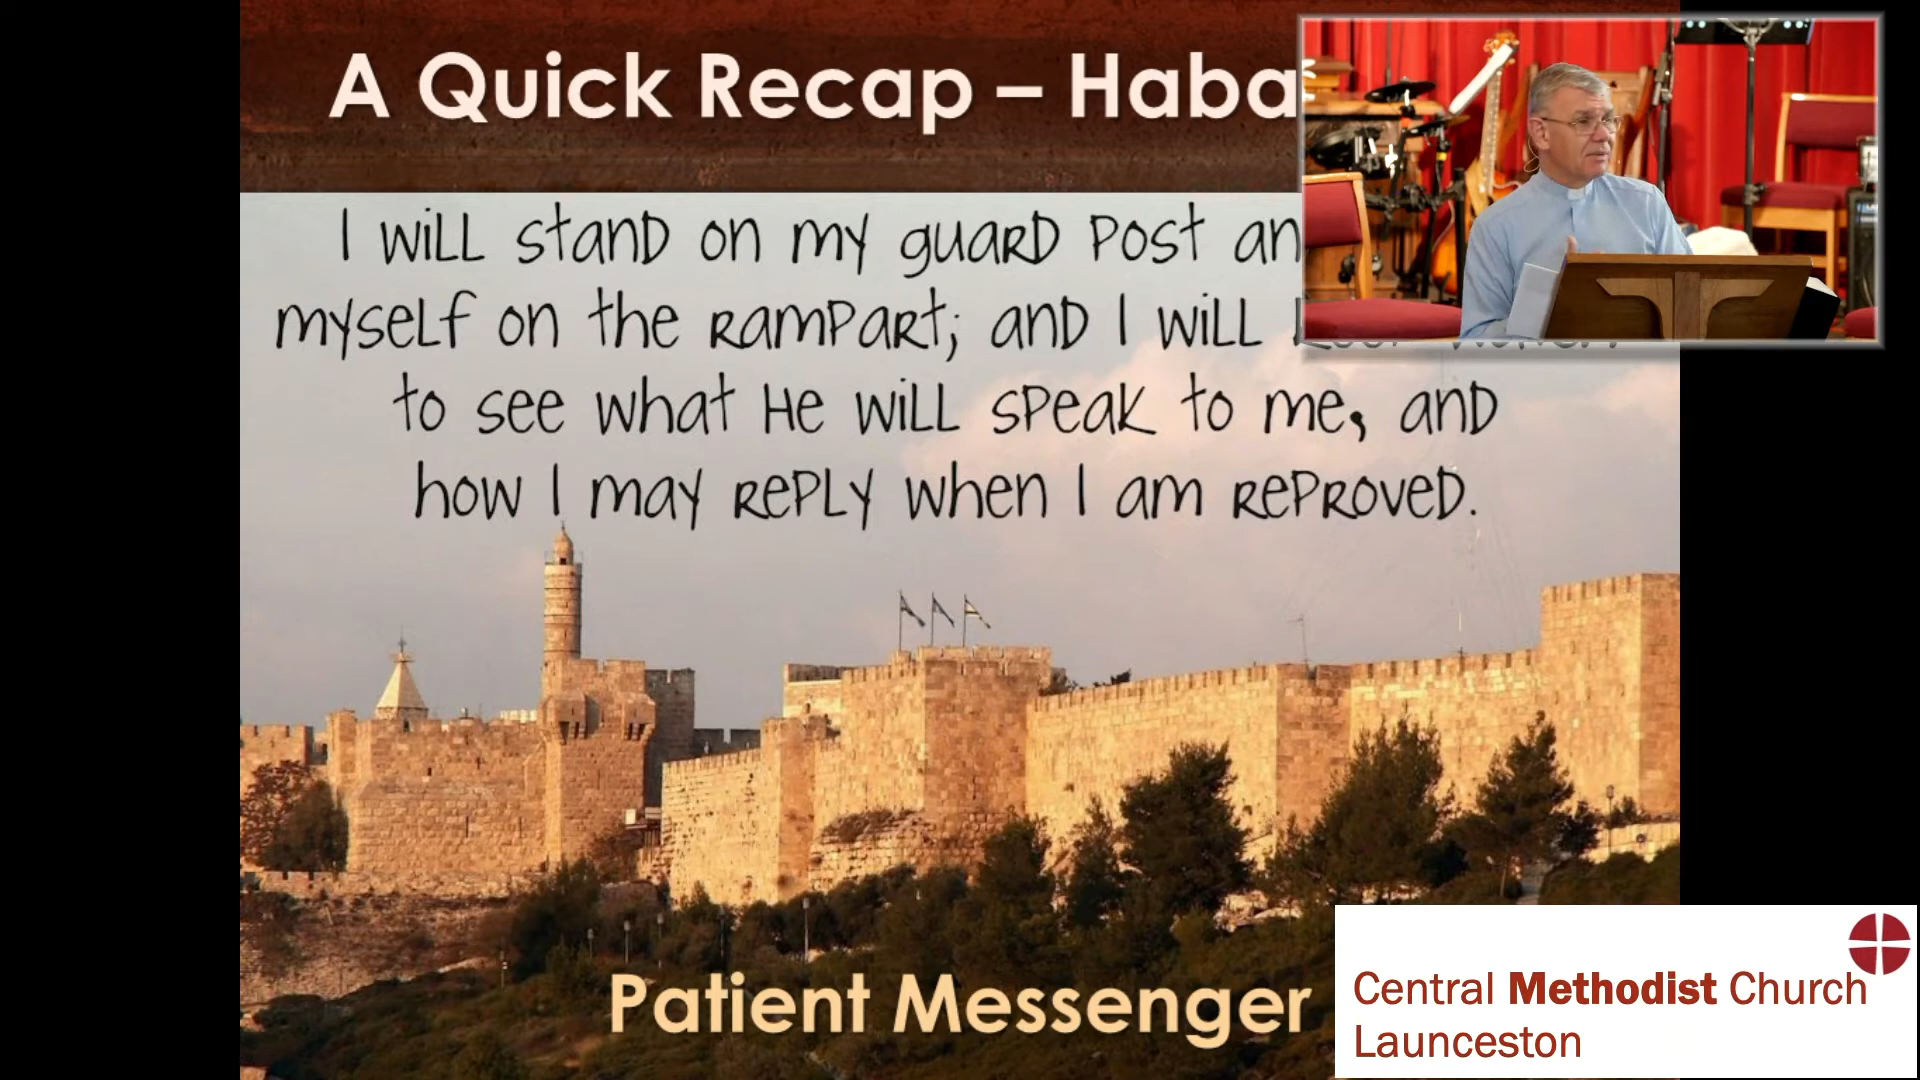 A Quick Recap – Haba
I will stand on my guard post an
myself on the rampart; and I will
to see what He will speak to me, and
how I may reply when I am reproved.
Patient Messenger
Central Methodist Church
Launceston